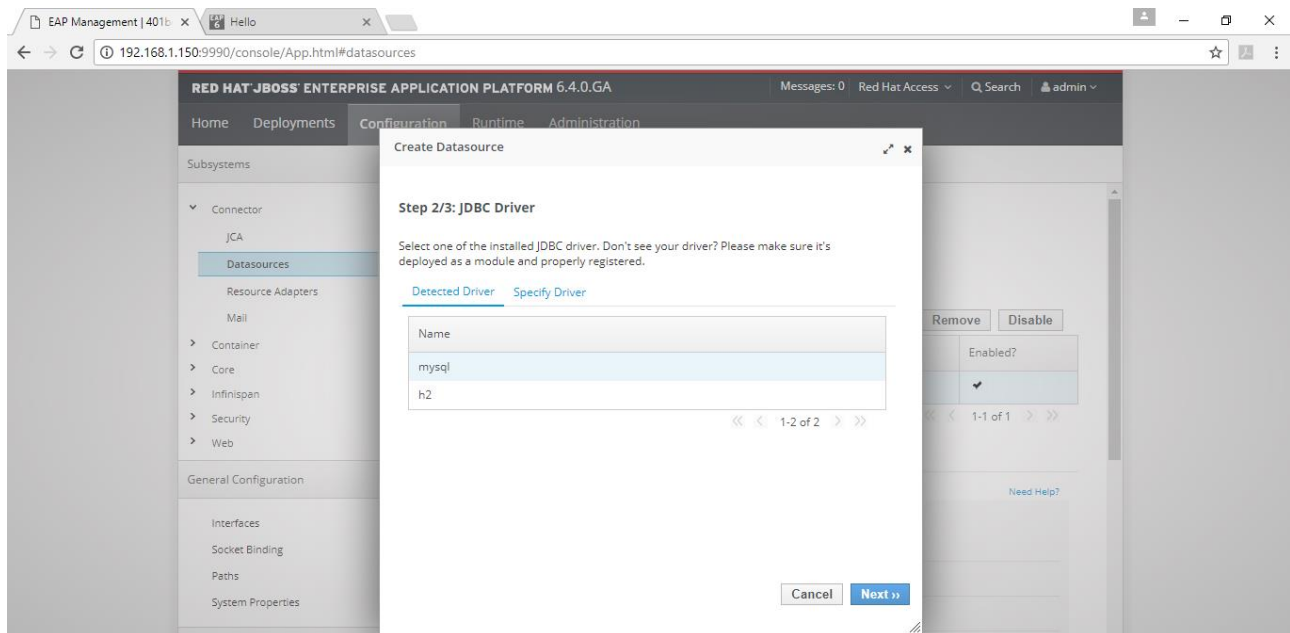 EAP Management | 401b
Hello
192.168.1.150:9990/console/App.html#datasources
RED HAT JBOSS ENTERPRISE APPLICATION PLATFORM 6.4.0.GA
Messages: 0 Red Hat Access Search admin
Home Deployments Configuration Runtime Administration
Create Datasource
Subsystems
Connector
JCA
Datasources
Resource Adapters
Mail
Container
Core
Infinispan
Security
Web
General Configuration
Interfaces
Socket Binding
Paths
System Properties
Step 2/3: JDBC Driver
Select one of the installed JDBC driver. Don't see your driver? Please make sure it's
deployed as a module and properly registered.
Detected Driver Specify Driver
Name
mysql
h2
1-2 of 2
Cancel Next ››
Remove Disable
Enabled?
1-1 of 1
Need Help?